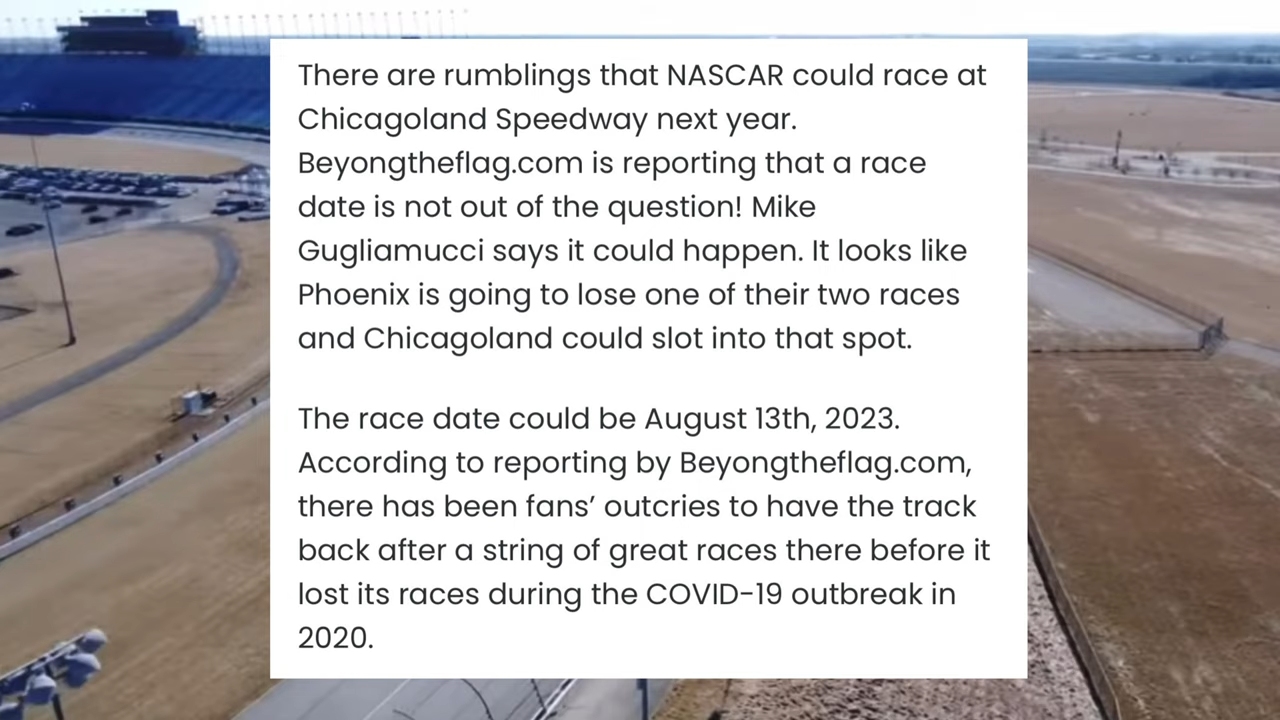 There are rumblings that NASCAR could race at
Chicagoland Speedway next year.
Beyongtheflag.com is reporting that a race
date is not out of the question! Mike
Gugliamucci says it could happen. It looks like
Phoenix is going to lose one of their two races
and Chicagoland could slot into that spot.
The race date could be August 13th, 2023.
According to reporting by Beyongtheflag.com,
there has been fans’ outcries to have the track
back after a string of great races there before it
lost its races during the COVID-19 outbreak in
2020.